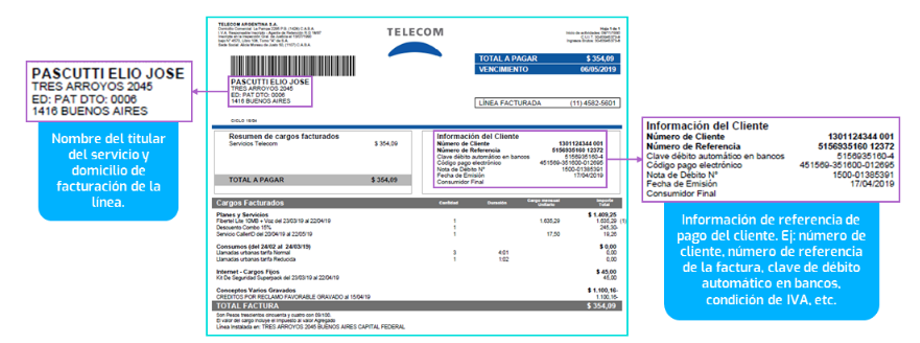 TELECOM ARGENTINA S.A.
TELECOM
TOTAL A PAGAR $ 354,09
VENCIMIENTO 06/05/2019
PASCUTTI ELIO JOSE
TRES ARROYOS 2045
ED: PAT DTO: 0006
1416 BUENOS AIRES
Nombre del titular
del servicio y
domicilio de
facturación de la
línea.
PASCUTTI ELIO JOSE
TRES ARROYOS 2045
ED: PAT DTO: 0006
1416 BUENOS AIRES
LÍNEA FACTURADA (11) 4582-5601
CICLO
Resumen de cargos facturados
Servicios Telecom $ 354,09
TOTAL A PAGAR $ 354,09
Información del Cliente
Número de Cliente 1301124344 001
Número de Referencia 5156935160 12372
Clave débito automático en bancos 5156935160-4
Código pago electrónico 451569-351600-012695
Nota de Débito N° 1500-01385391
Fecha de Emisión 17/04/2019
Consumidor Final
Información del Cliente
Número de Cliente 1301124344 001
Número de Referencia 5156935160 12372
Clave débito automático en bancos 5156935160-4
Código pago electrónico 451569-351600-012695
Nota de Débito N° 1500-01385391
Fecha de Emisión 17/04/2019
Consumidor Final
Información de referencia de
pago del cliente. Ej: número de
cliente, número de referencia
de la factura, clave de débito
automático en bancos,
condición de IVA, etc.
Cargos Facturados Cantidad Duración Cargo mensual Unitario Importe Total
Planes y Servicios $ 1.409,25
Fibertel Lite 10MB + Voz del 23/03/19 al 22/04/19 1 1.635,29 1.635,29 (1)
Descuento Combo 15% 1 245,30-
Servicio CallerID del 20/04/19 al 22/05/19 1 17,50 19,26
Consumos (del 24/02 al 24/03/19) $ 0,00
Llamadas urbanas tarifa Normal 3 4:01 0,00
Llamadas urbanas tarifa Reducida 1 1:02 0,00
Internet - Cargos Fijos $ 45,00
Kit De Seguridad Superpack del 23/03/19 al 22/04/19 45,00
Conceptos Varios Gravados $ 1.100,16-
CREDITOS POR RECLAMO FAVORABLE GRAVADO al 15/04/19 1.100,16-
TOTAL FACTURA $ 354,09
Son Pesos trescientos cincuenta y cuatro con 09/100.
El valor del cargo incluye el Impuesto al Valor Agregado
Línea Instalada en: TRES ARROYOS 2045 BUENOS AIRES CAPITAL FEDERAL